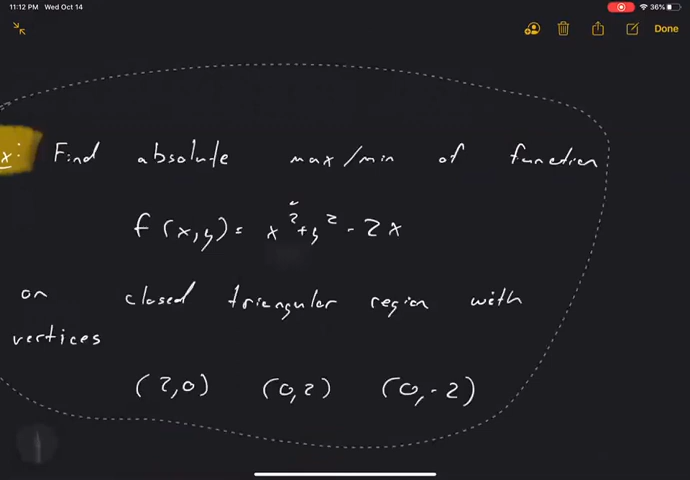 11:12 PM Wed Oct 14
36%
Done
x: Find absolute max/min of function
f(x,y) = x²+y² - 2x
on closed triangular region with
vertices
(2,0) (0,2) (0,-2)